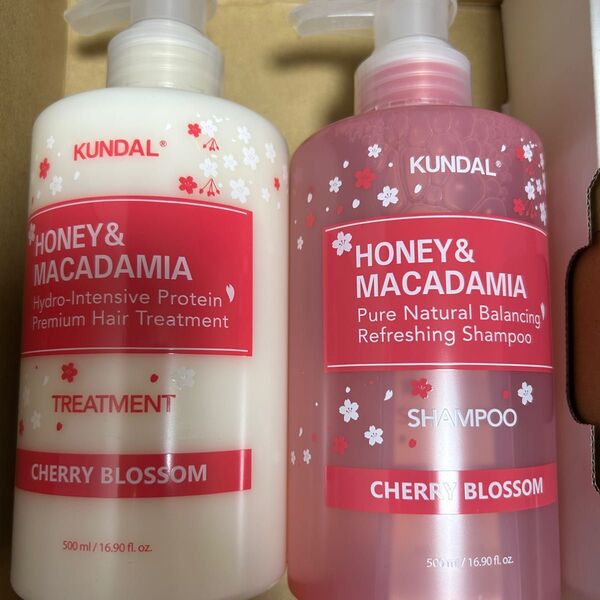 KUNDAL®
HONEY&
MACADAMIA
Hydro-Intensive Protein
Premium Hair Treatment
TREATMENT
CHERRY BLOSSOM
500 ml / 16.90 fl. oz.
KUNDAL®
HONEY&
MACADAMIA
Pure Natural Balancing
Refreshing Shampoo
SHAMPOO
CHERRY BLOSSOM
500 ml / 16.90 fl. oz.